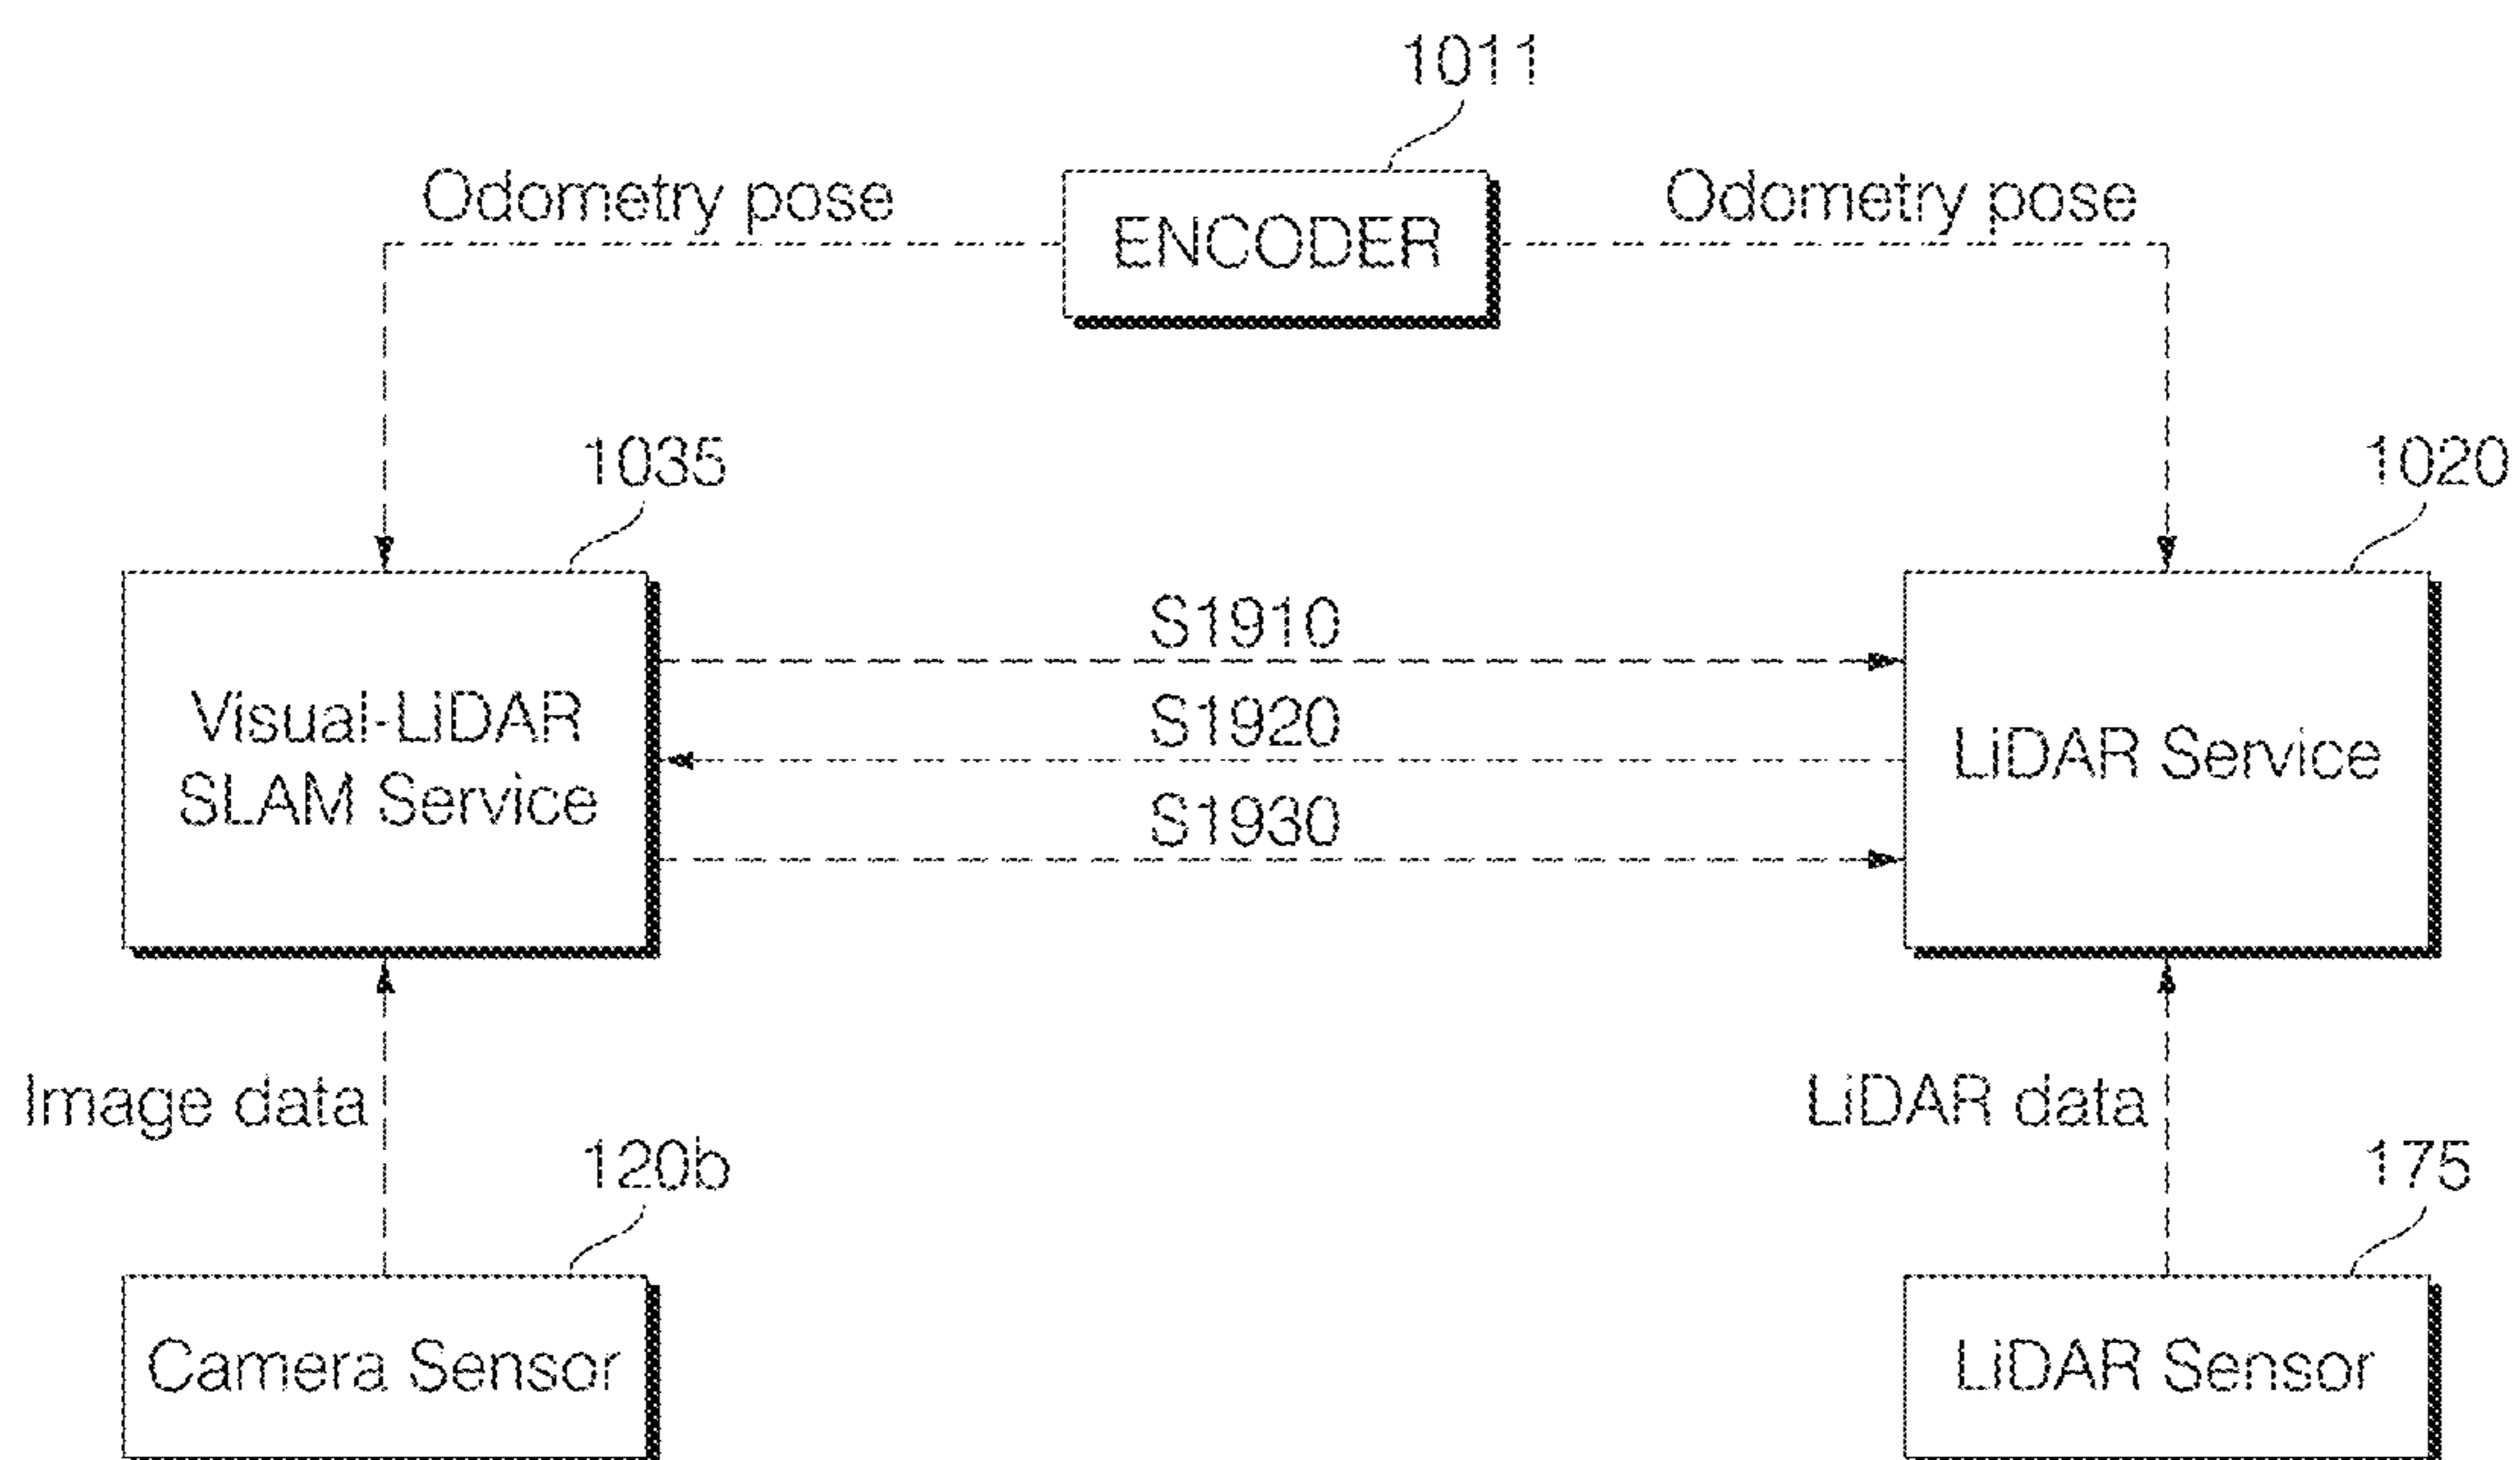 1011
Odometry pose
ENCODER
Odometry pose
1035
1020
S1910
Visual-LiDAR
SLAM Service
S1920
LiDAR Service
S1930
Image data
LiDAR data
120b
175
Camera Sensor
LiDAR Sensor